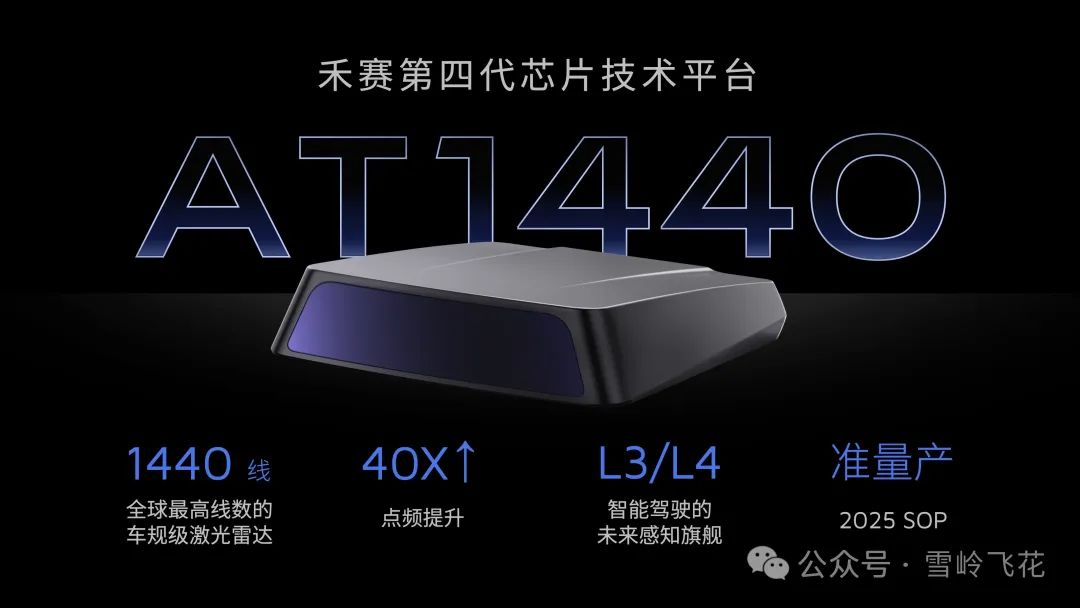 禾赛第四代芯片技术平台
AT1440
1440 线
全球最高线数的
车规级激光雷达
40X↑
点频提升
L3/L4
智能驾驶的
未来感知旗舰
准量产
2025 SOP
公众号·雪岭飞花